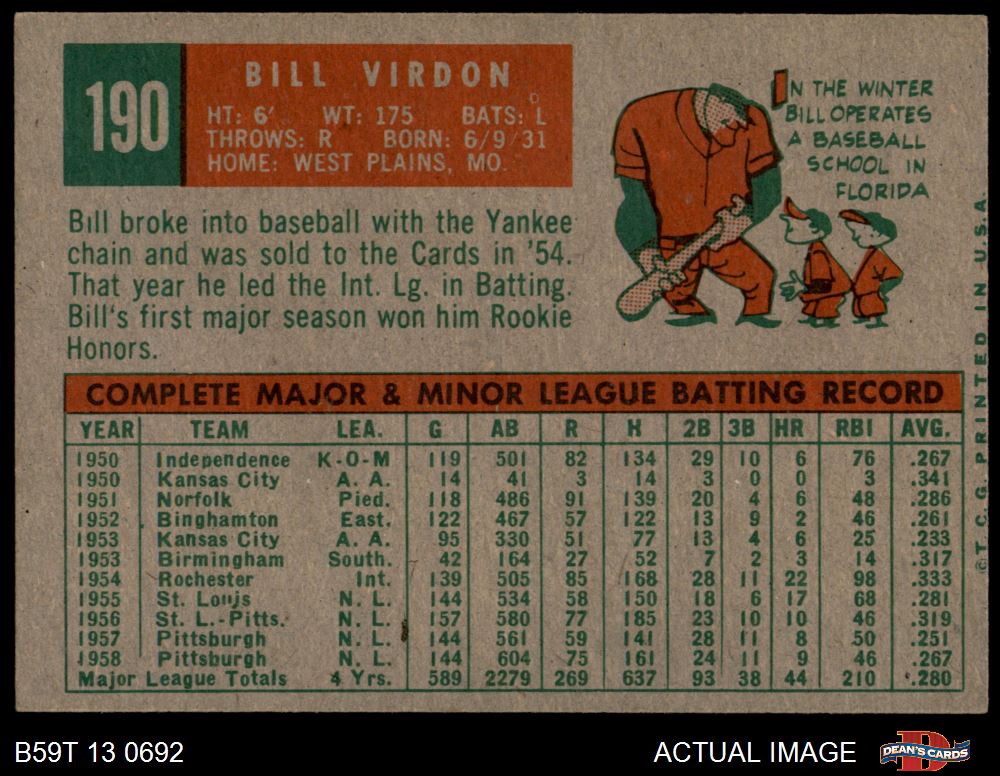 190
BILL VIRDON
HT: 6' WT: 175 BATS: L
THROWS: R BORN: 6/9/31
HOME: WEST PLAINS, MO.
IN THE WINTER
BILL OPERATES
A BASEBALL
SCHOOL IN
FLORIDA
Bill broke into baseball with the Yankee
chain and was sold to the Cards in '54.
That year he led the Int. Lg. in Batting.
Bill's first major season won him Rookie
Honors.
COMPLETE MAJOR & MINOR LEAGUE BATTING RECORD
YEAR TEAM LEA. G AB R H 2B 3B HR RBI AVG.
1950 Independence K-O-M 119 501 82 134 29 10 6 76 .267
1950 Kansas City A. A. 14 41 3 14 3 0 0 3 .341
1951 Norfolk Pied. 118 486 91 139 20 4 6 48 .286
1952 Binghamton East. 122 467 57 122 13 9 2 46 .261
1953 Kansas City A. A. 95 330 51 77 13 4 6 25 .233
1953 Birmingham South. 42 164 27 52 7 2 3 14 .317
1954 Rochester Int. 139 505 85 168 28 11 22 98 .333
1955 St. Louis N. L. 144 534 58 150 18 6 17 68 .281
1956 St. L.-Pitts. N. L. 157 580 77 185 23 10 10 46 .319
1957 Pittsburgh N. L. 144 561 59 141 28 11 8 50 .251
1958 Pittsburgh N. L. 144 604 75 161 24 11 9 46 .267
Major League Totals 4 Yrs. 589 2279 269 637 93 38 44 210 .280
© T. C. G. PRINTED IN U.S.A.
B59T 13 0692
ACTUAL IMAGE
DEAN'S CARDS